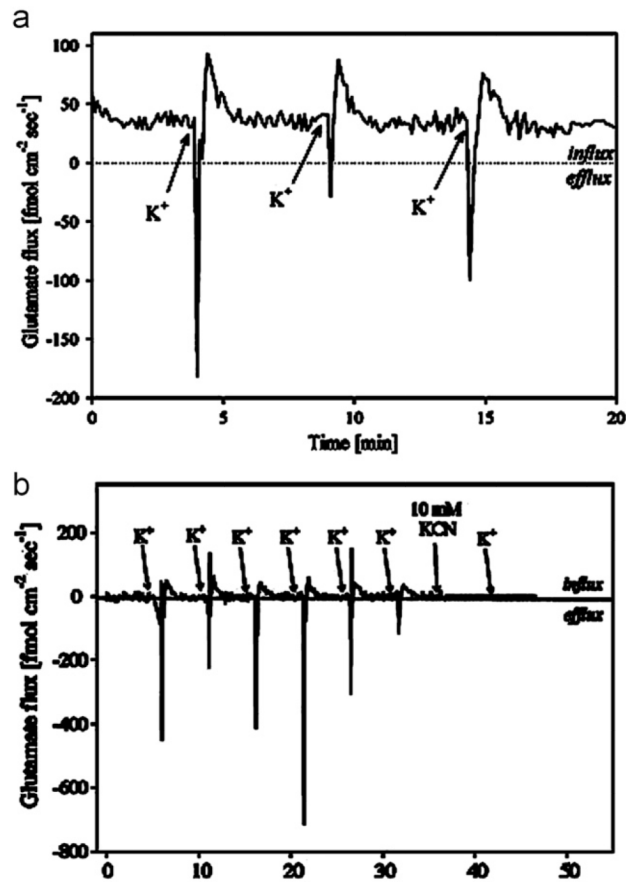 a
100
50
0
-50
-100
-150
-200
Glutamate flux [fmol cm⁻² sec⁻¹]
K⁺ K⁺ K⁺
influx
efflux
0 5 10 15 20
Time [min]
b
200
0
-200
-400
-600
-800
Glutamate flux [fmol cm⁻² sec⁻¹]
10 mM
KCN
K⁺ K⁺ K⁺ K⁺ K⁺ K⁺ K⁺
influx
efflux
0 10 20 30 40 50